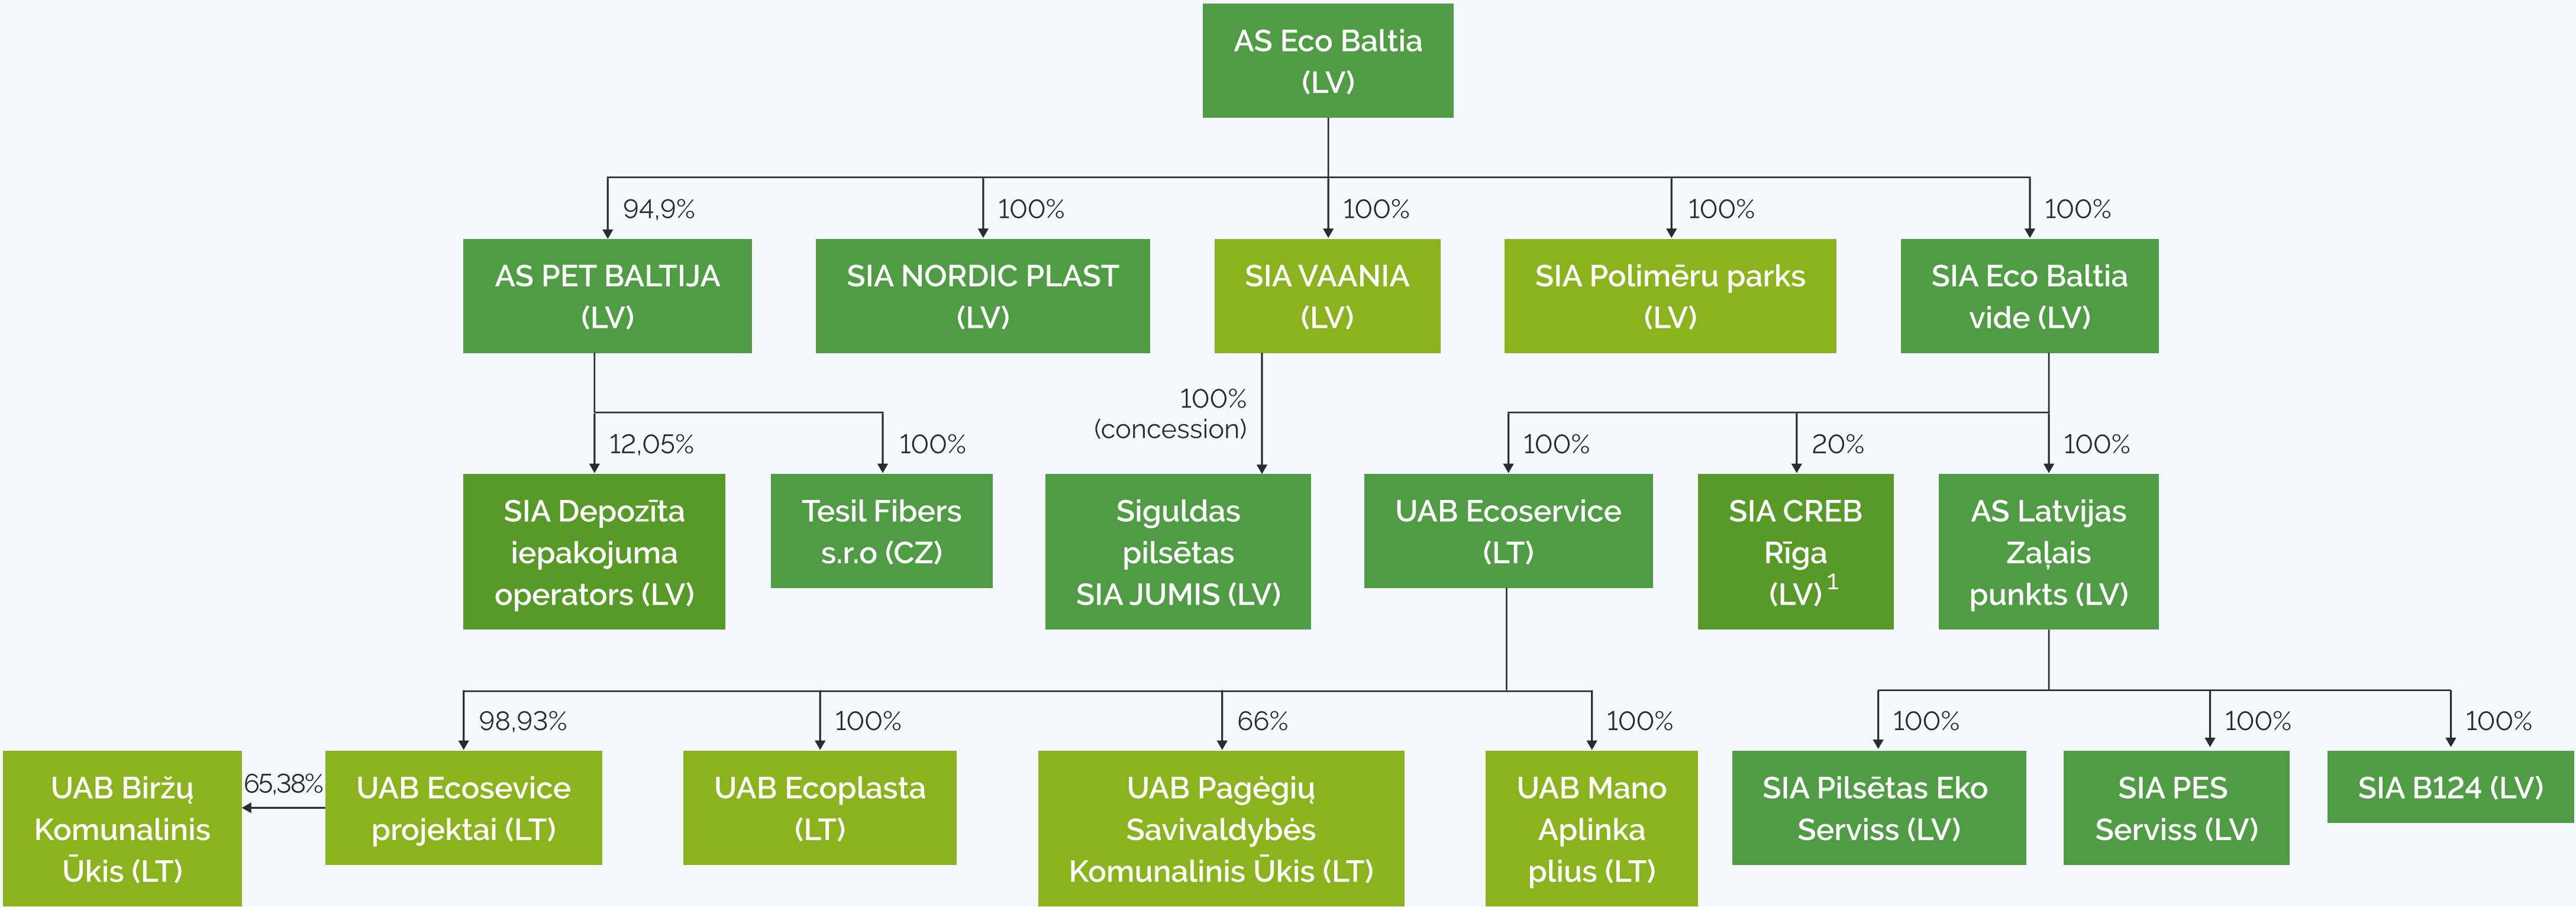 AS Eco Baltia
(LV)
94,9%
100%
100%
100%
100%
AS PET BALTIJA
(LV)
SIA NORDIC PLAST
(LV)
SIA VAANIA
(LV)
SIA Polimēru parks
(LV)
SIA Eco Baltia
vide (LV)
12,05%
100%
100%
(concession)
100%
20%
100%
SIA Depozīta
iepakojuma
operators (LV)
Tesil Fibers
s.r.o (CZ)
Siguldas
pilsētas
SIA JUMIS (LV)
UAB Ecoservice
(LT)
SIA CREB
Rīga
(LV) 1
AS Latvijas
Zaļais
punkts (LV)
98,93%
100%
66%
100%
100%
100%
100%
UAB Biržų
Komunalinis
Ūkis (LT)
65,38%
UAB Ecosevice
projektai (LT)
UAB Ecoplasta
(LT)
UAB Pagėgių
Savivaldybės
Komunalinis Ūkis (LT)
UAB Mano
Aplinka
plius (LT)
SIA Pilsētas Eko
Serviss (LV)
SIA PES
Serviss (LV)
SIA B124 (LV)